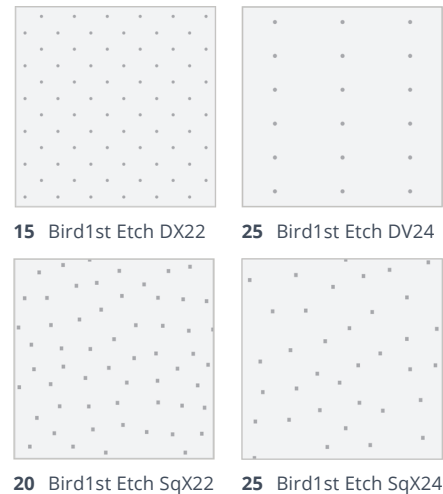 15 Bird1st Etch DX22
25 Bird1st Etch DV24
20 Bird1st Etch SqX22
25 Bird1st Etch SqX24